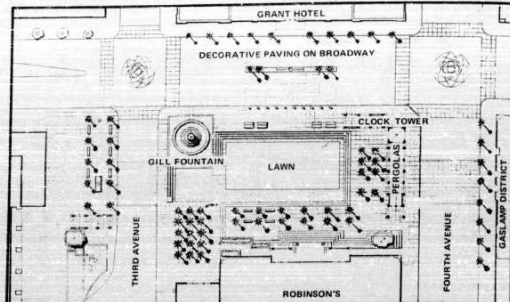 GRANT HOTEL
DECORATIVE PAVING ON BROADWAY
CLOCK TOWER
GILL FOUNTAIN
LAWN
PERGOLAS
THIRD AVENUE
FOURTH AVENUE
GASLAMP DISTRICT
ROBINSON'S